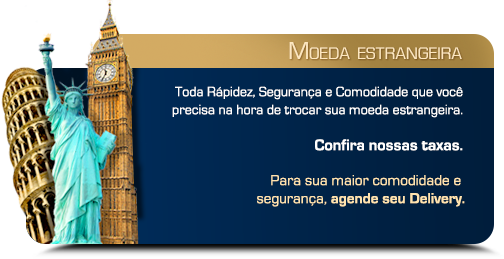 MOEDA ESTRANGEIRA
Toda Rápidez, Segurança e Comodidade que você
precisa na hora de trocar sua moeda estrangeira.
Confira nossas taxas.
Para sua maior comodidade e
segurança, agende seu Delivery.